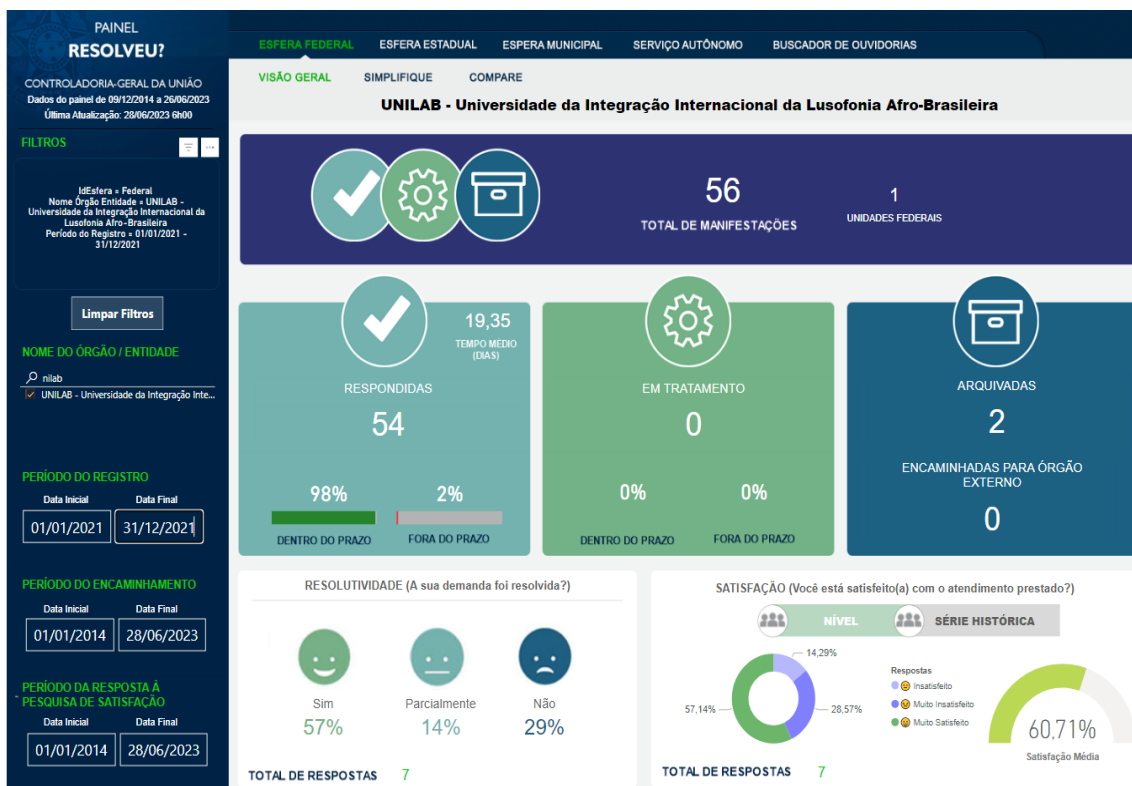 PAINEL
RESOLVEU?
CONTROLADORIA-GERAL DA UNIÃO
Dados do painel de 09/12/2014 a 26/06/2023
Última Atualização: 28/06/2023 6h00
FILTROS
IdEsfera = Federal
Nome Órgão Entidade = UNILAB -
Universidade da Integração Internacional da
Lusofonia Afro-Brasileira
Período do Registro = 01/01/2021 -
31/12/2021
Limpar Filtros
NOME DO ÓRGÃO / ENTIDADE
nilab
UNILAB - Universidade da Integração Inte...
PERÍODO DO REGISTRO
Data Inicial Data Final
01/01/2021 31/12/2021
PERÍODO DO ENCAMINHAMENTO
Data Inicial Data Final
01/01/2014 28/06/2023
PERÍODO DA RESPOSTA À
PESQUISA DE SATISFAÇÃO
Data Inicial Data Final
01/01/2014 28/06/2023
ESFERA FEDERAL ESFERA ESTADUAL ESPERA MUNICIPAL SERVIÇO AUTÔNOMO BUSCADOR DE OUVIDORIAS
VISÃO GERAL SIMPLIFIQUE COMPARE
UNILAB - Universidade da Integração Internacional da Lusofonia Afro-Brasileira
56
TOTAL DE MANIFESTAÇÕES
1
UNIDADES FEDERAIS
19,35
TEMPO MÉDIO
(DIAS)
RESPONDIDAS
54
98% 2%
DENTRO DO PRAZO FORA DO PRAZO
EM TRATAMENTO
0
0% 0%
DENTRO DO PRAZO FORA DO PRAZO
ARQUIVADAS
2
ENCAMINHADAS PARA ÓRGÃO
EXTERNO
0
RESOLUTIVIDADE (A sua demanda foi resolvida?)
Sim Parcialmente Não
57% 14% 29%
TOTAL DE RESPOSTAS 7
SATISFAÇÃO (Você está satisfeito(a) com o atendimento prestado?)
NÍVEL SÉRIE HISTÓRICA
14,29%
57,14%
28,57%
Respostas
Insatisfeito
Muito Insatisfeito
Muito Satisfeito
60,71%
Satisfação Média
TOTAL DE RESPOSTAS 7